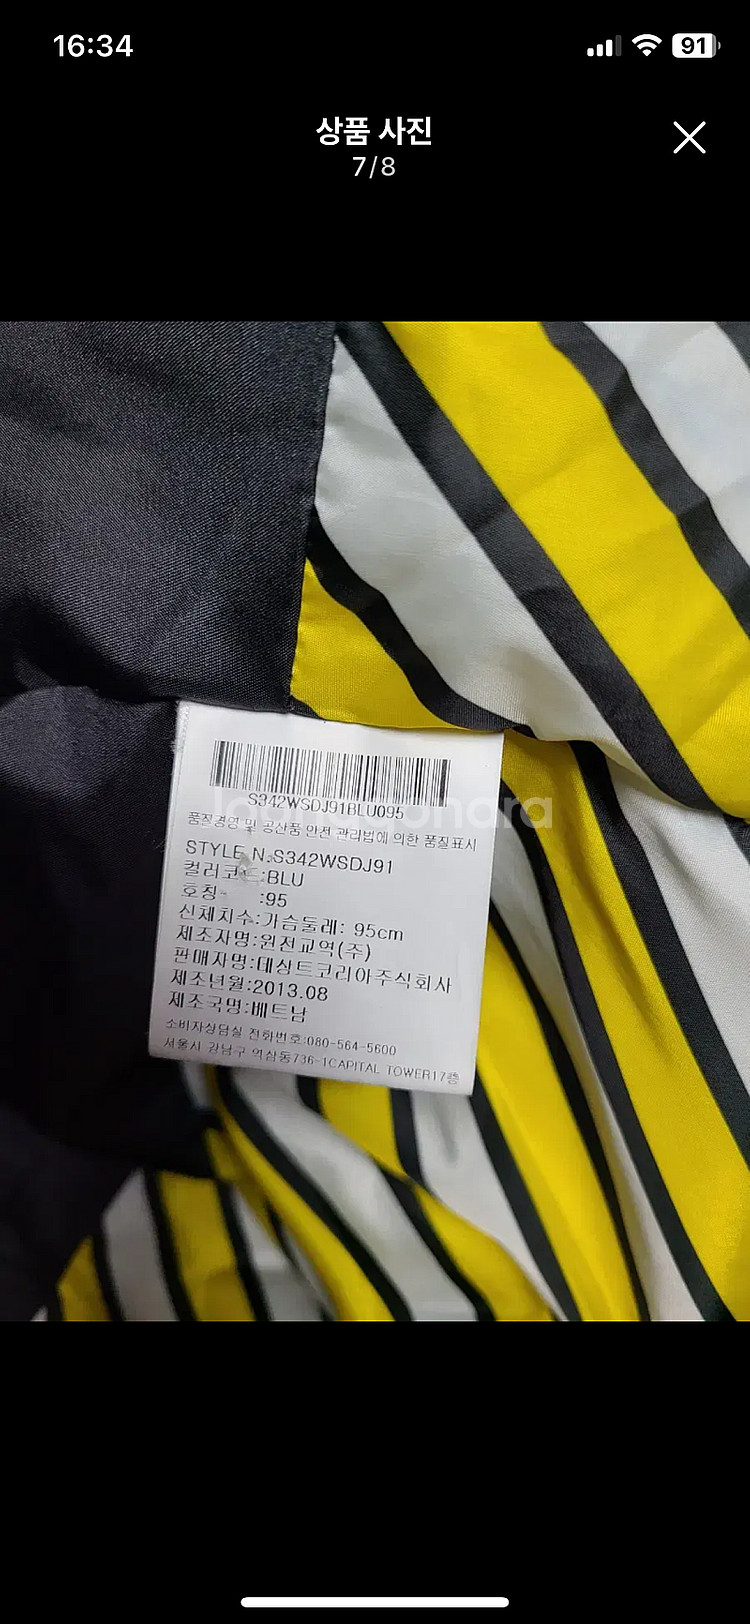 16:34
91
상품 사진
7/8
S342WSDJ91BLU095
Joonggonara
품질경영 및 공산품 안전 관리법에 의한 품질표시
STYLE N.S342WSDJ91
컬러코드:BLU
호칭- :95
신체치수:가슴둘레: 95cm
제조자명:원전교역(주)
판매자명:데상트코리아주식회사
제조년월:2013.08
제조국명:베트남
소비자상담실 전화번호:080-564-5600
서울시 강남구 역삼동736-1CAPITAL TOWER17층